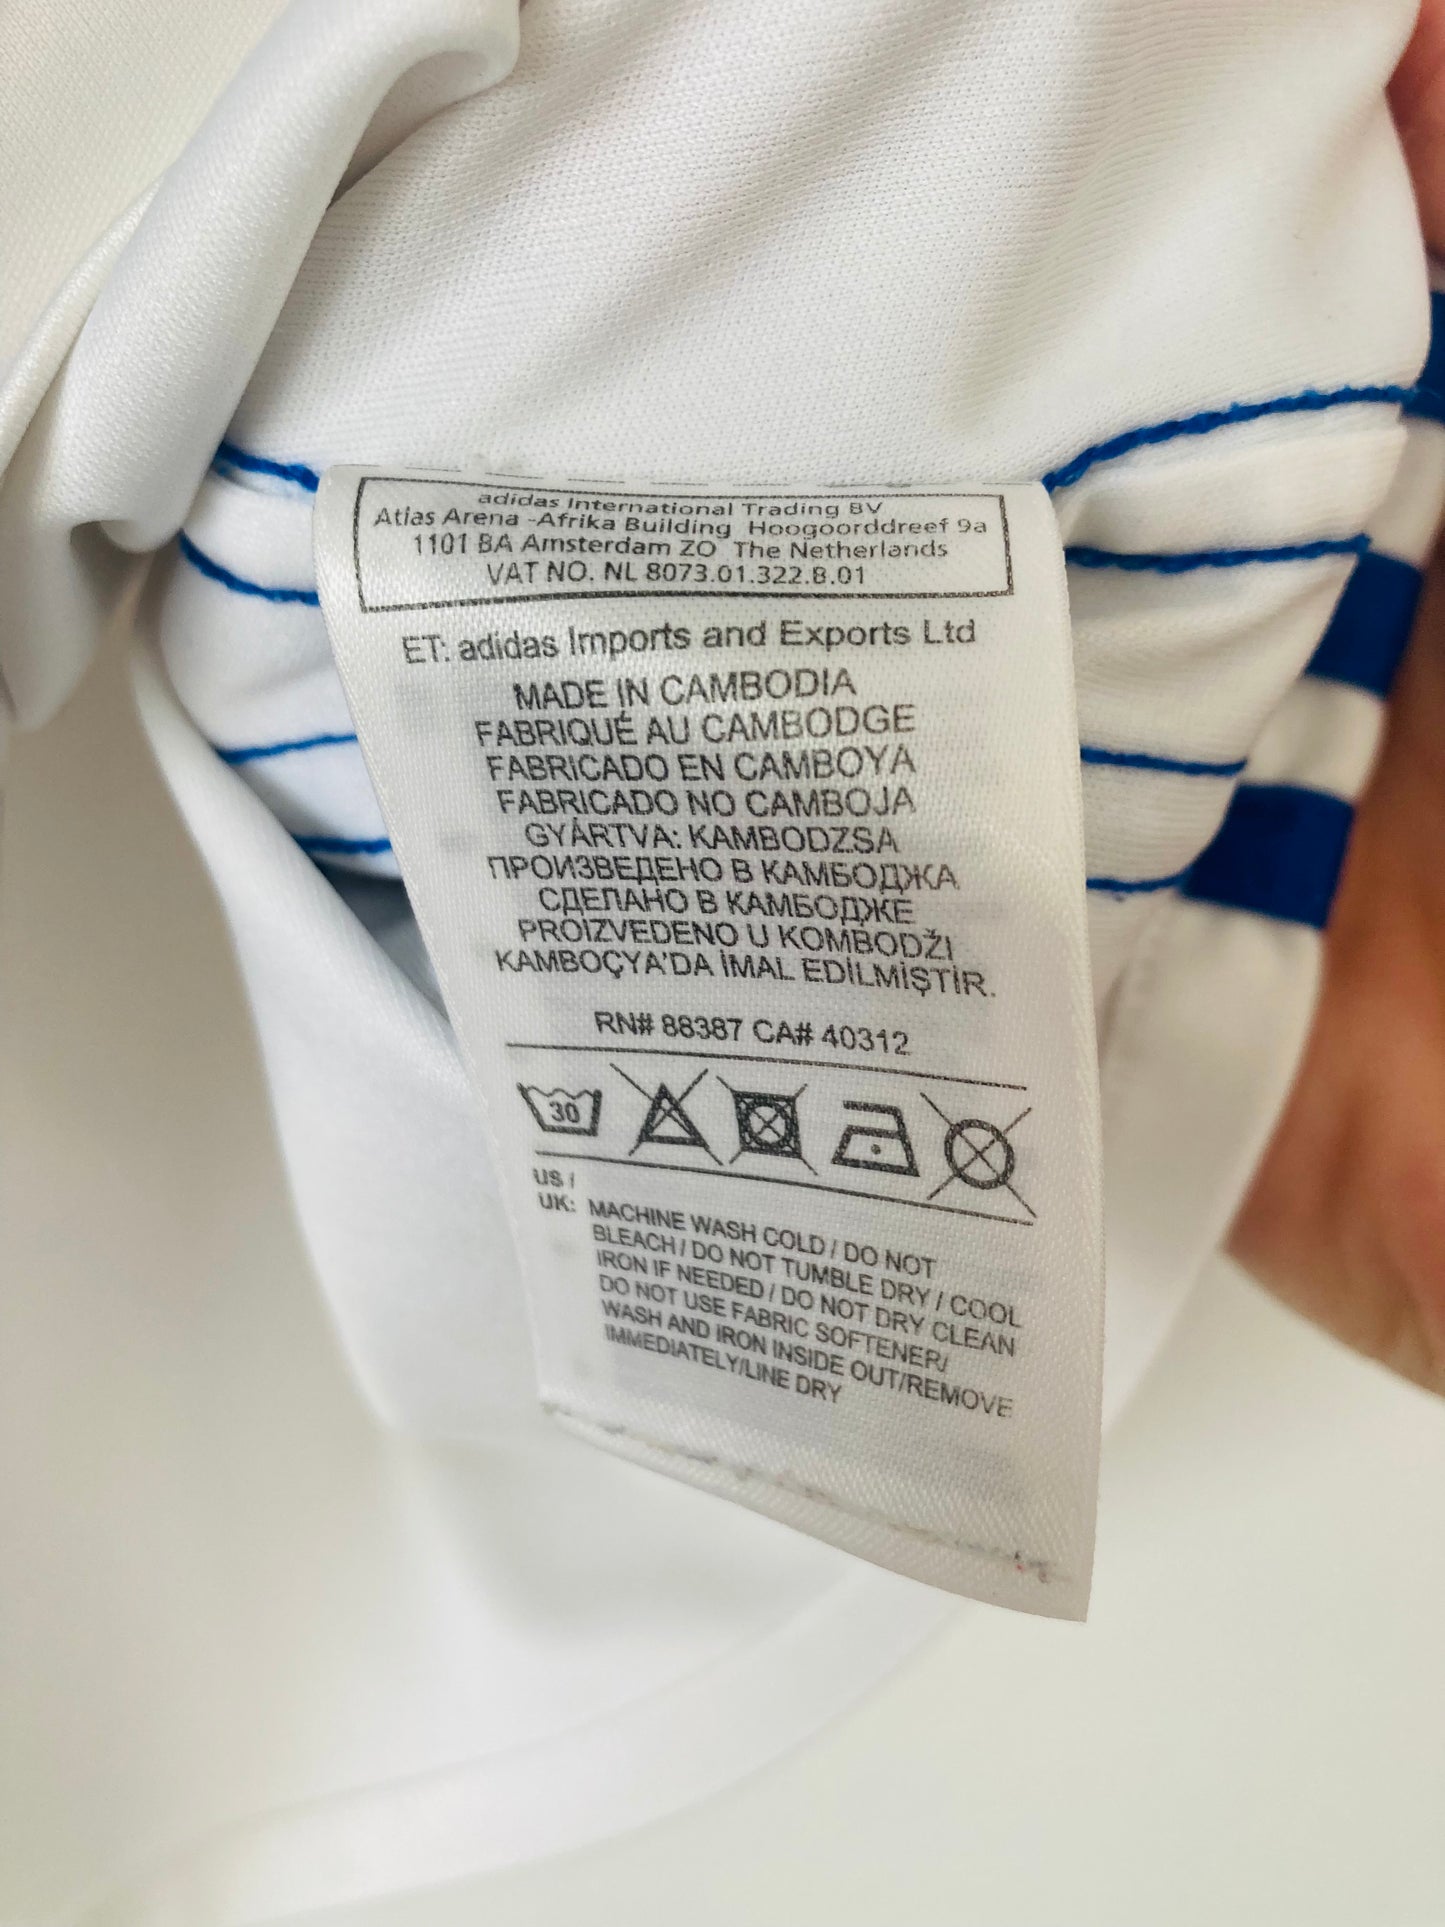 adidas International Trading BV
Atlas Arena -Afrika Building Hoogoorddreef 9a
1101 BA Amsterdam ZO The Netherlands
VAT NO. NL 8073.01.322.B.01
ET: adidas Imports and Exports Ltd
MADE IN CAMBODIA
FABRIQUÉ AU CAMBODGE
FABRICADO EN CAMBOYA
FABRICADO NO CAMBOJA
GYÁRTVA: KAMBODZSA
ПРОИЗВЕДЕНО В КАМБОДЖА
СДЕЛАНО В КАМБОДЖЕ
PROIZVEDENO U KOMBODŽI
KAMBOÇYA'DA İMAL EDİLMİŞTİR.
RN# 88387 CA# 40312
30
US /
UK: MACHINE WASH COLD / DO NOT
BLEACH / DO NOT TUMBLE DRY / COOL
IRON IF NEEDED / DO NOT DRY CLEAN
DO NOT USE FABRIC SOFTENER/
WASH AND IRON INSIDE OUT/REMOVE
IMMEDIATELY/LINE DRY